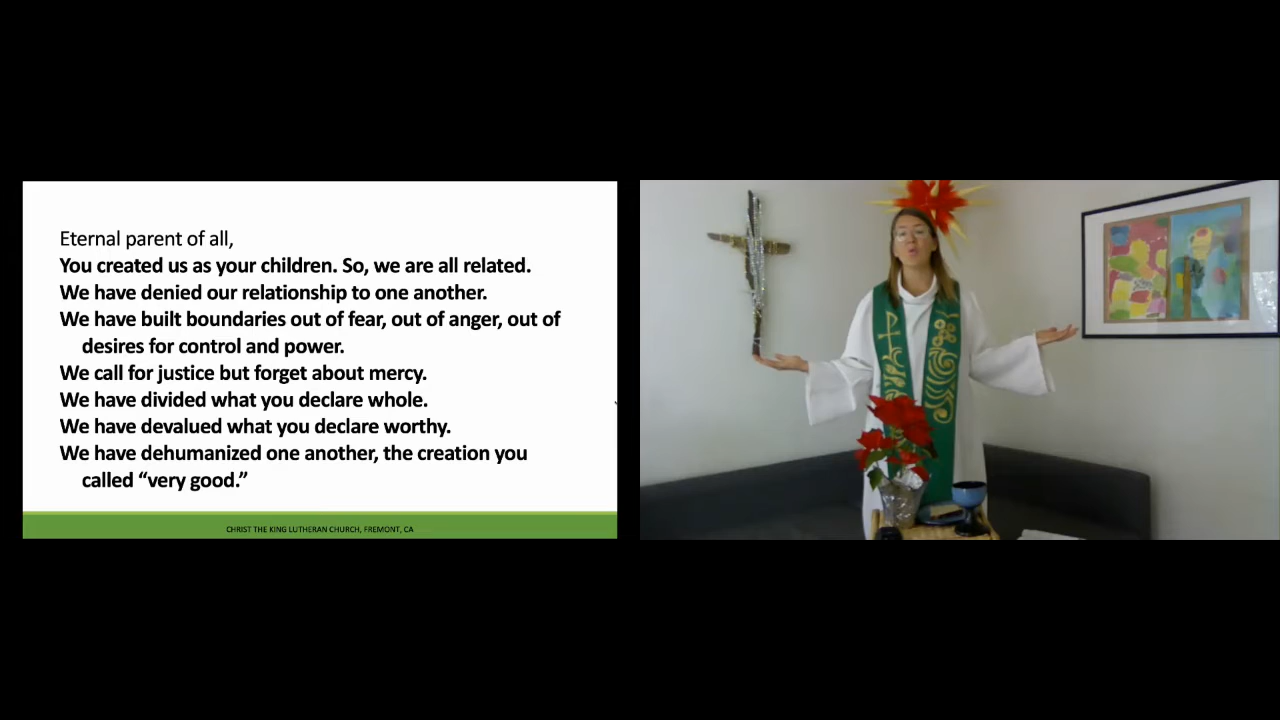 Eternal parent of all,
You created us as your children. So, we are all related.
We have denied our relationship to one another.
We have built boundaries out of fear, out of anger, out of
desires for control and power.
We call for justice but forget about mercy.
We have divided what you declare whole.
We have devalued what you declare worthy.
We have dehumanized one another, the creation you
called “very good.”
CHRIST THE KING LUTHERAN CHURCH, FREMONT, CA